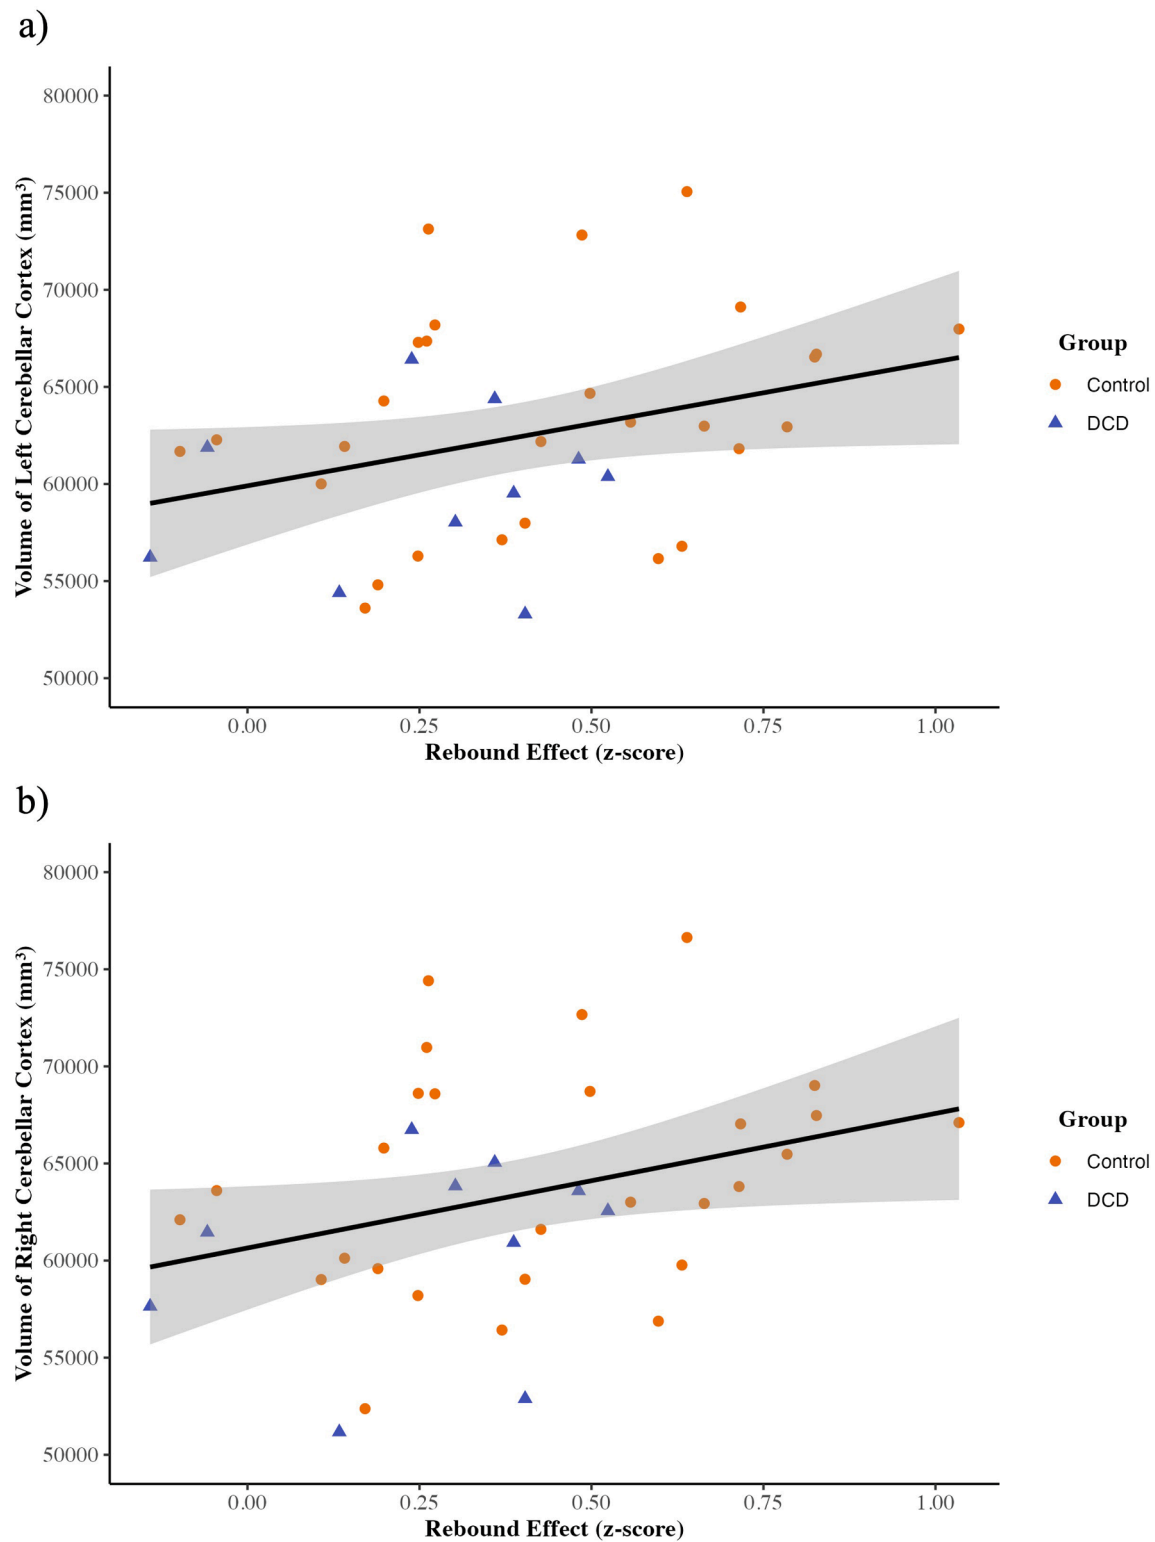 a)
80000
75000
70000
65000
60000
55000
50000
Volume of Left Cerebellar Cortex (mm³)
0.00 0.25 0.50 0.75 1.00
Rebound Effect (z-score)
Group
Control
DCD
b)
80000
75000
70000
65000
60000
55000
50000
Volume of Right Cerebellar Cortex (mm³)
0.00 0.25 0.50 0.75 1.00
Rebound Effect (z-score)
Group
Control
DCD